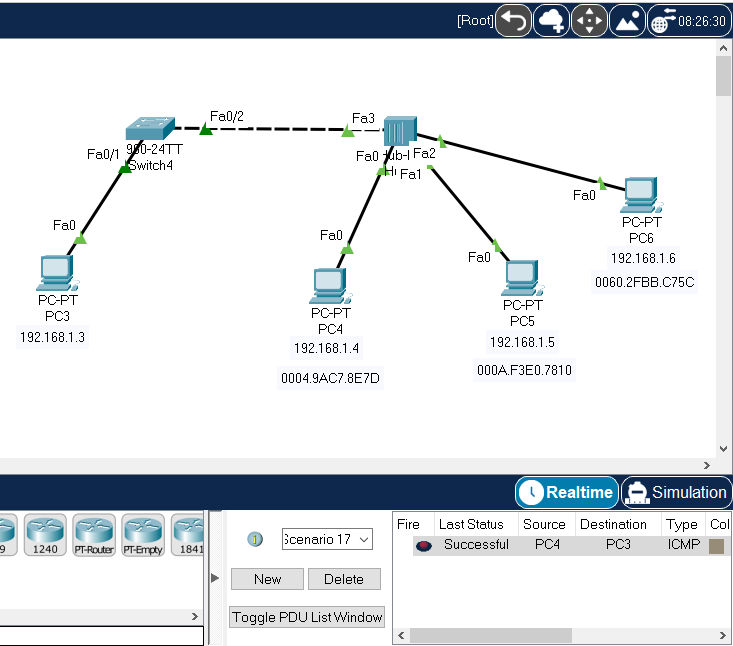 [Root] 08:26:30
Fa0/2
Fa3
Fa0/1
960-24TT
Switch4
Fa0
Fa2
Fa1
Fa0
PC-PT
PC6
192.168.1.6
0060.2FBB.C75C
Fa0
PC-PT
PC3
192.168.1.3
Fa0
PC-PT
PC4
192.168.1.4
0004.9AC7.8E7D
Fa0
PC-PT
PC5
192.168.1.5
000A.F3E0.7810
Realtime Simulation
9 1240 PT-Router PT-Empty 1841
Scenario 17
New Delete
Toggle PDU List Window
Fire Last Status Source Destination Type Col
Successful PC4 PC3 ICMP